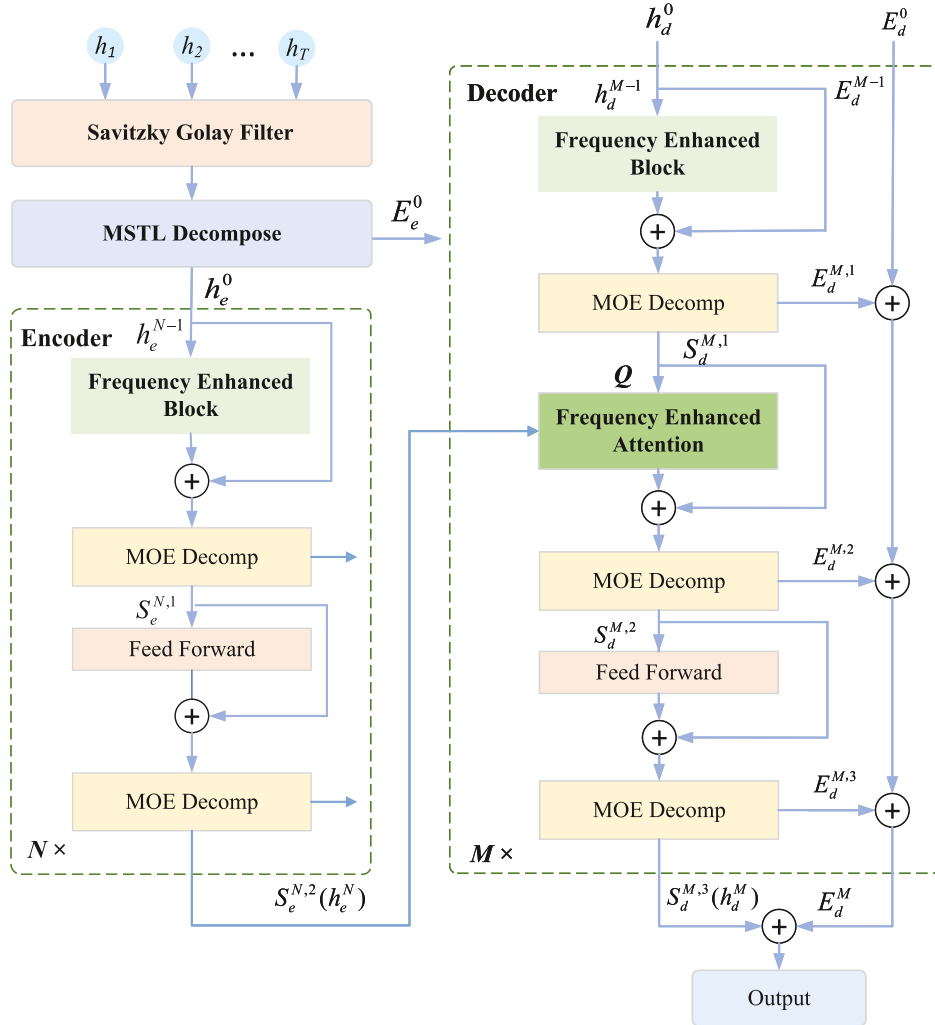 h_1 h_2 ... h_T
Savitzky Golay Filter
MSTL Decompose
E_e^0
h_e^0
Encoder
h_e^{N-1}
Frequency Enhanced
Block
+
MOE Decomp
S_e^{N,1}
Feed Forward
+
MOE Decomp
N ×
S_e^{N,2}(h_e^N)
h_d^0
E_d^0
Decoder
h_d^{M-1}
E_d^{M-1}
Frequency Enhanced
Block
+
MOE Decomp
E_d^{M,1}
+
S_d^{M,1}
Q
Frequency Enhanced
Attention
+
MOE Decomp
E_d^{M,2}
+
S_d^{M,2}
Feed Forward
+
MOE Decomp
E_d^{M,3}
+
M ×
S_d^{M,3}(h_d^M)
E_d^M
+
Output